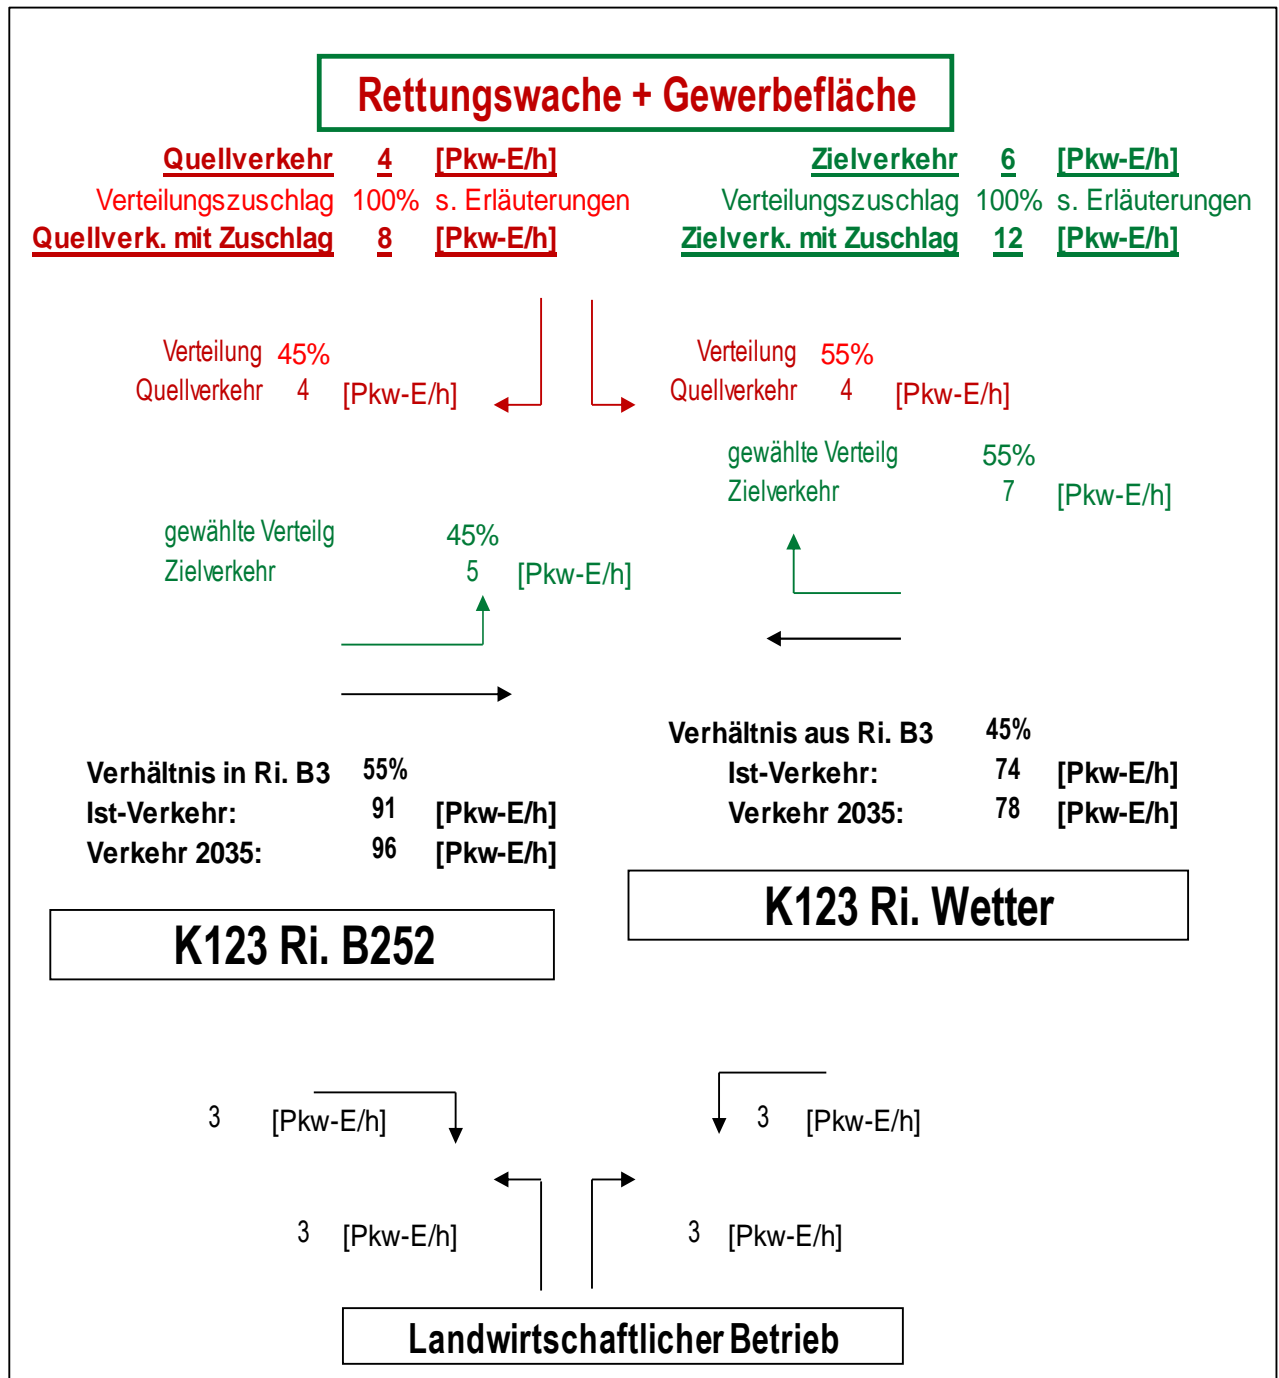 Rettungswache + Gewerbefläche
Quellverkehr 4 [Pkw-E/h] Zielverkehr 6 [Pkw-E/h]
Verteilungszuschlag 100% s. Erläuterungen Verteilungszuschlag 100% s. Erläuterungen
Quellverk. mit Zuschlag 8 [Pkw-E/h] Zielverk. mit Zuschlag 12 [Pkw-E/h]
Verteilung 45% Verteilung 55%
Quellverkehr 4 [Pkw-E/h] Quellverkehr 4 [Pkw-E/h]
gewählte Verteilg 55%
Zielverkehr 7 [Pkw-E/h]
gewählte Verteilg 45%
Zielverkehr 5 [Pkw-E/h]
Verhältnis aus Ri. B3 45%
Verhältnis in Ri. B3 55% Ist-Verkehr: 74 [Pkw-E/h]
Ist-Verkehr: 91 [Pkw-E/h] Verkehr 2035: 78 [Pkw-E/h]
Verkehr 2035: 96 [Pkw-E/h]
K123 Ri. Wetter
K123 Ri. B252
3 [Pkw-E/h] 3 [Pkw-E/h]
3 [Pkw-E/h] 3 [Pkw-E/h]
Landwirtschaftlicher Betrieb